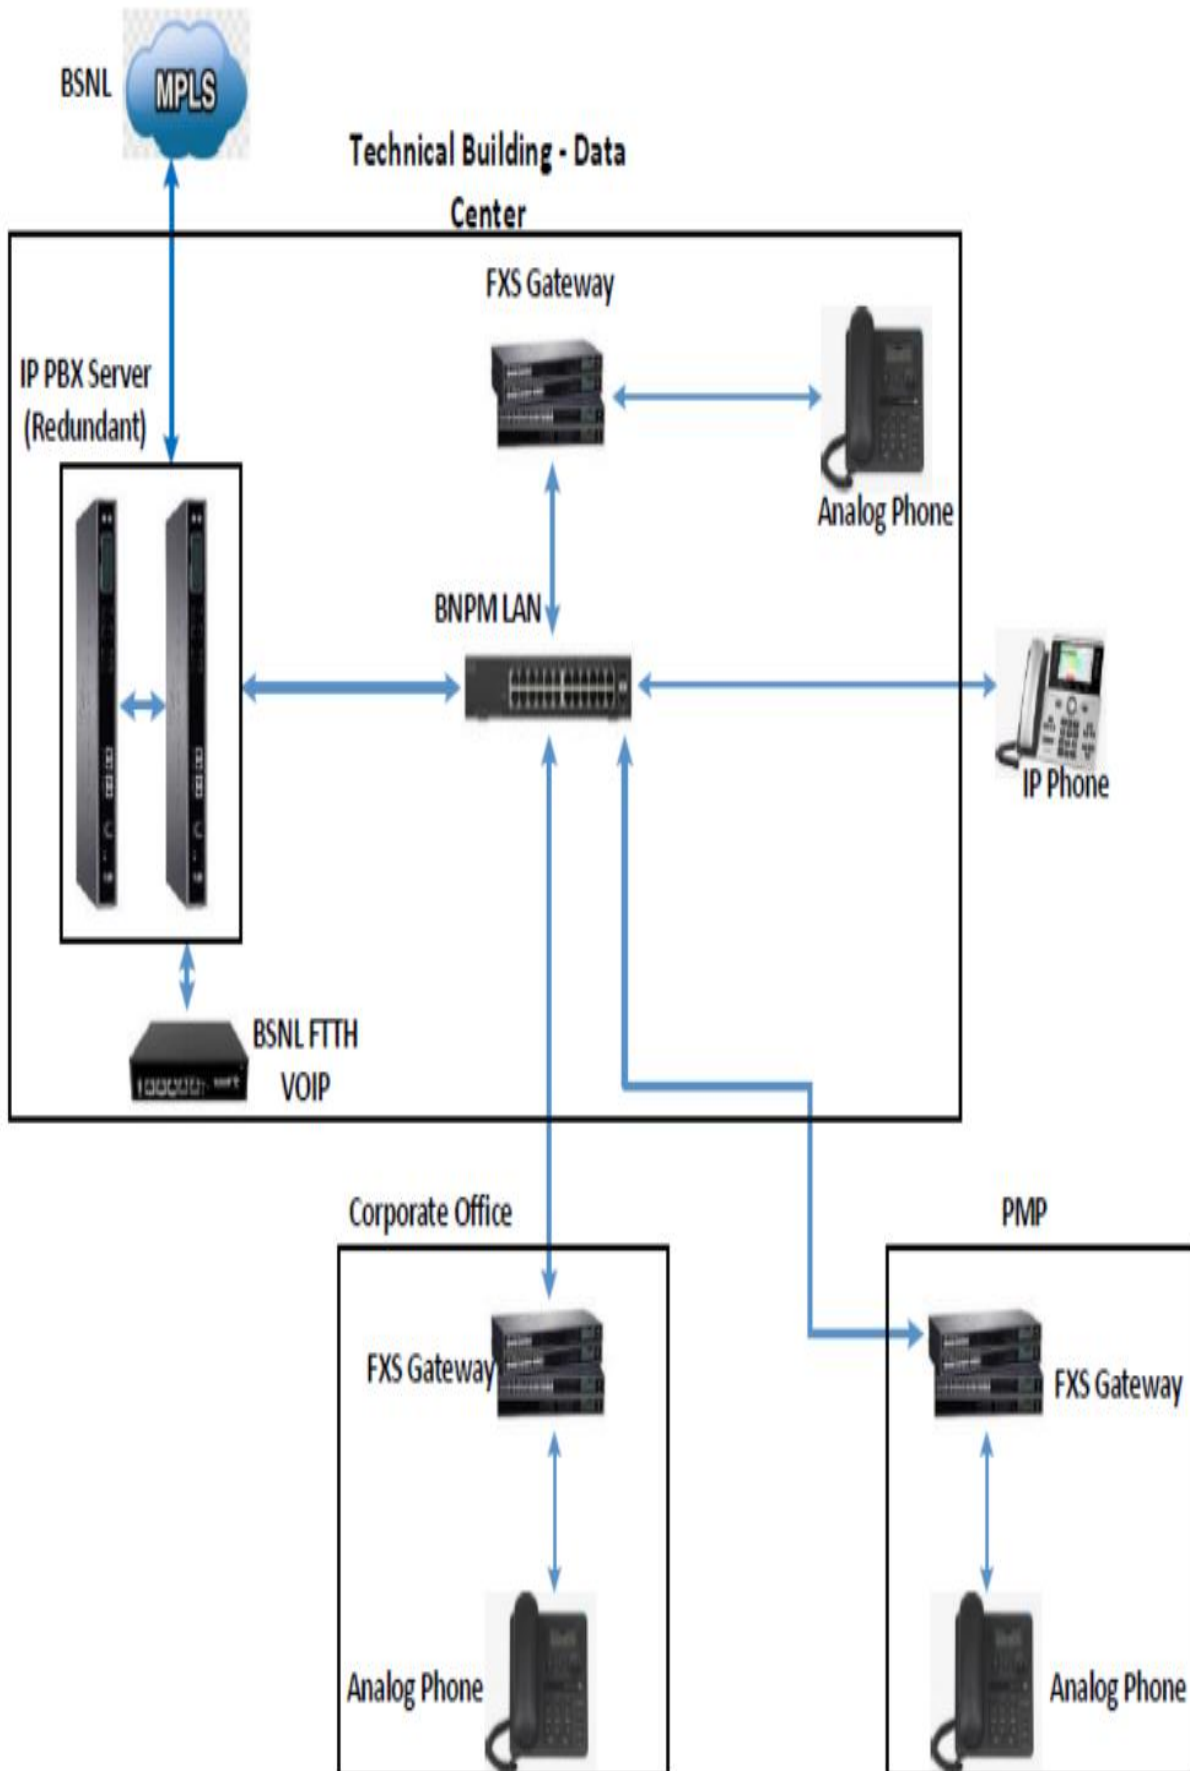 BSNL
MPLS
Technical Building - Data
Center
FXS Gateway
IP PBX Server
(Redundant)
Analog Phone
BNPM LAN
IP Phone
BSNL FTTH
VOIP
Corporate Office
PMP
FXS Gateway
FXS Gateway
Analog Phone
Analog Phone